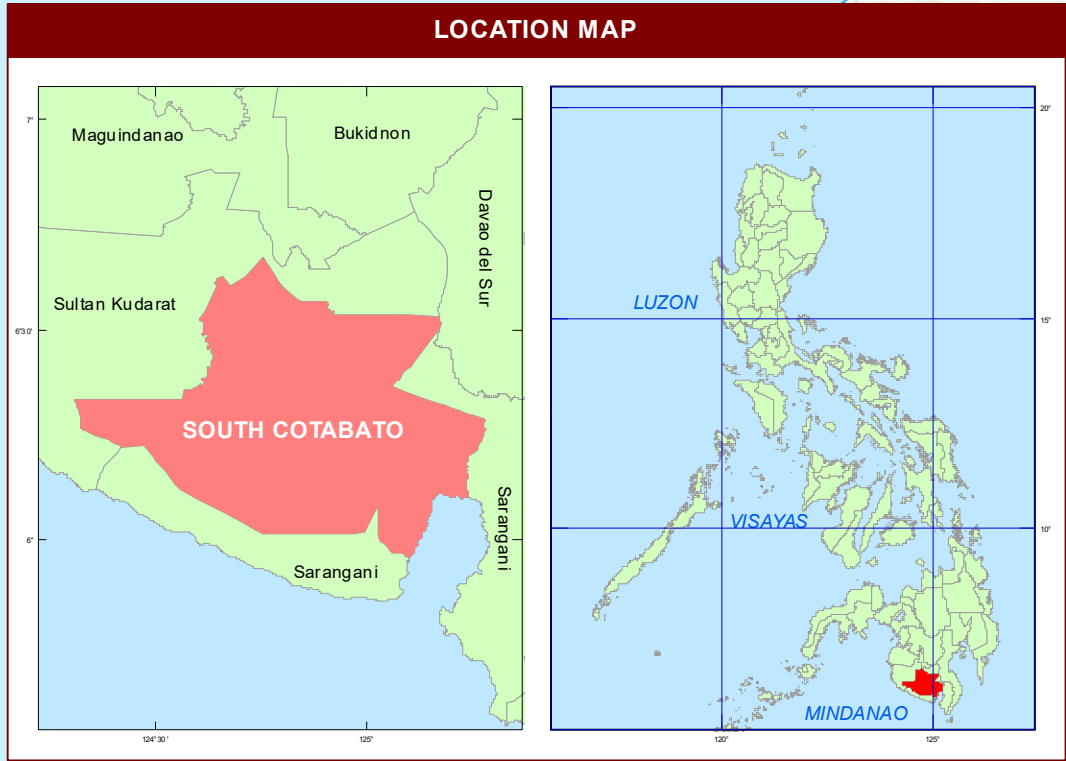 LOCATION MAP
7°
Maguindanao
Bukidnon
Davao del Sur
Sultan Kudarat
6°30'
SOUTH COTABATO
Sarangani
6°
Sarangani
124°30'
125°
20°
LUZON
15°
VISAYAS
10°
MINDANAO
120°
125°